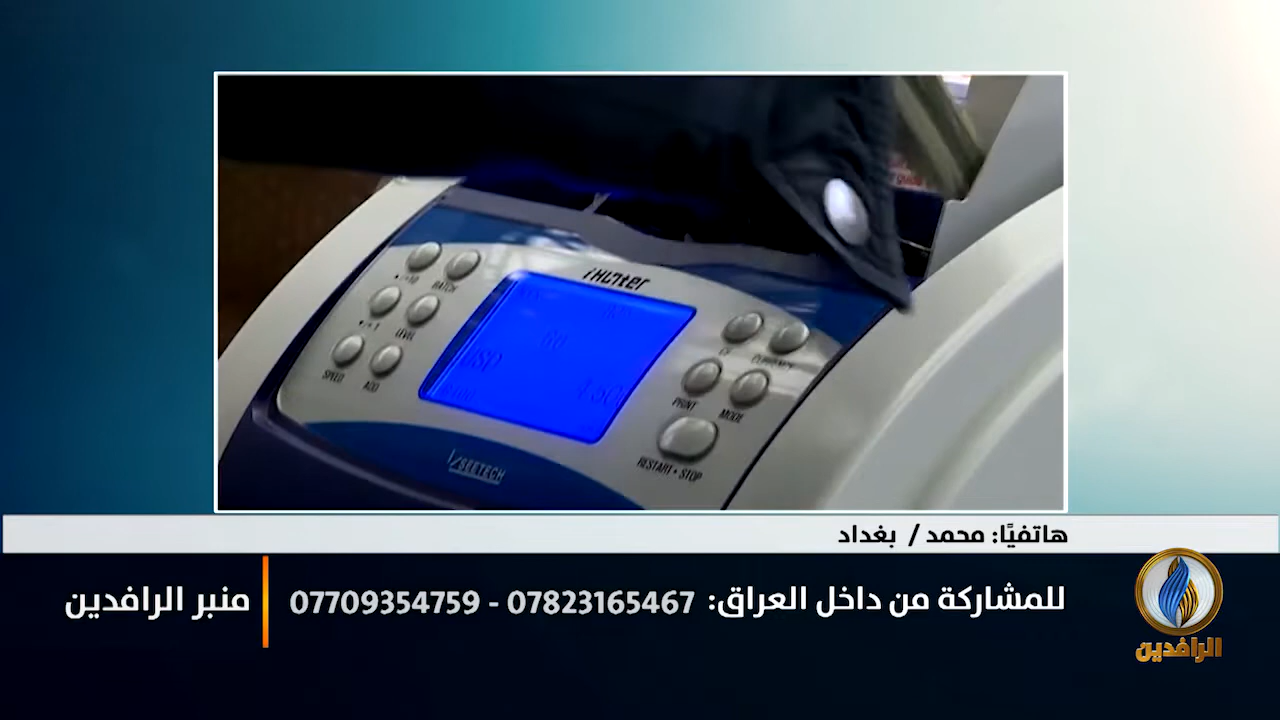 iHUNter
BATCH
LEVEL
SPEED
ADD
CF
CURRENCY
PRINT
MODE
RESTART • STOP
SEETECH
هاتفيًا: محمد / بغداد
للمشاركة من داخل العراق: 07823165467 - 07709354759
منبر الرافدين
الرافدين